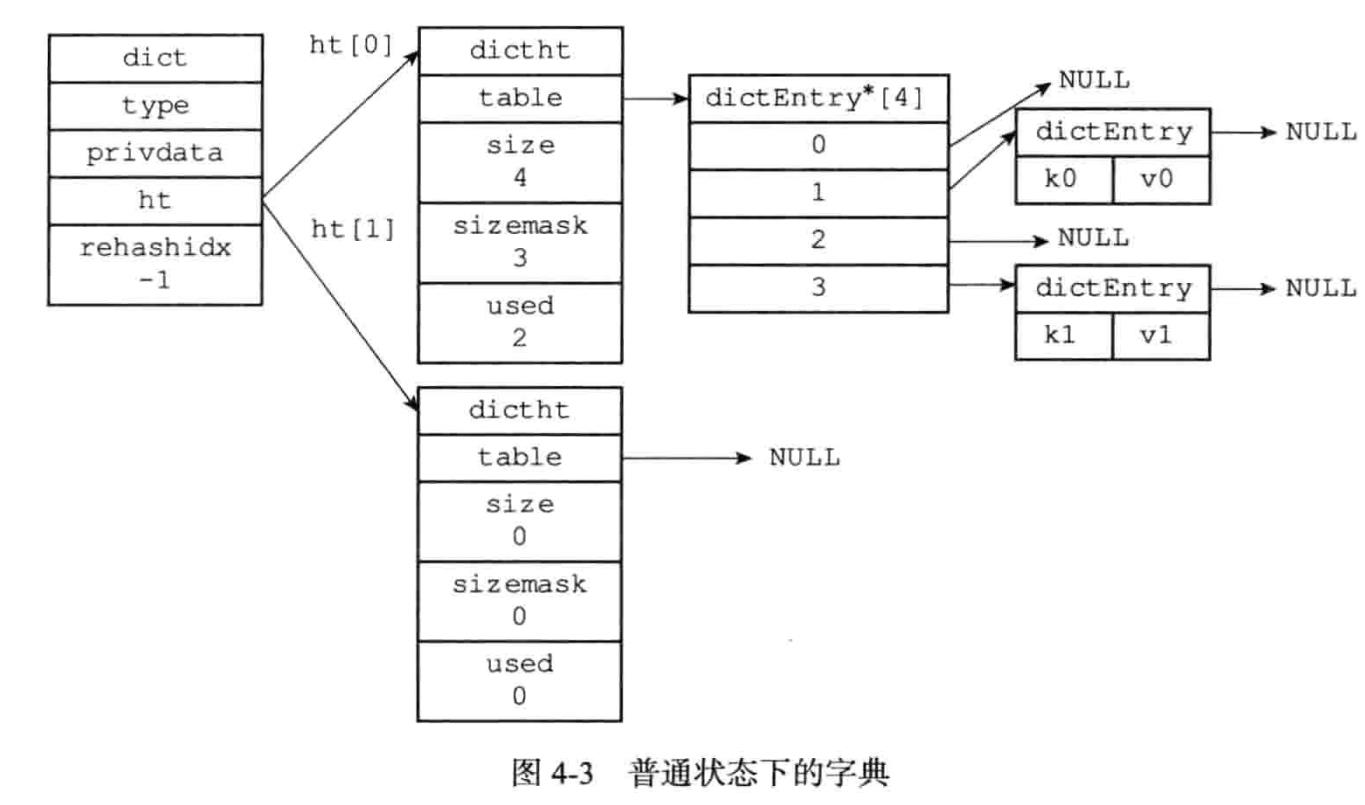 dict
type
privdata
ht
rehashidx
-1
ht[0]
ht[1]
dictht
table
size
4
sizemask
3
used
2
dictht
table
size
0
sizemask
0
used
0
dictEntry*[4]
0
1
2
3
NULL
dictEntry
k0 v0
NULL
NULL
dictEntry
k1 v1
NULL
NULL
图 4-3 普通状态下的字典